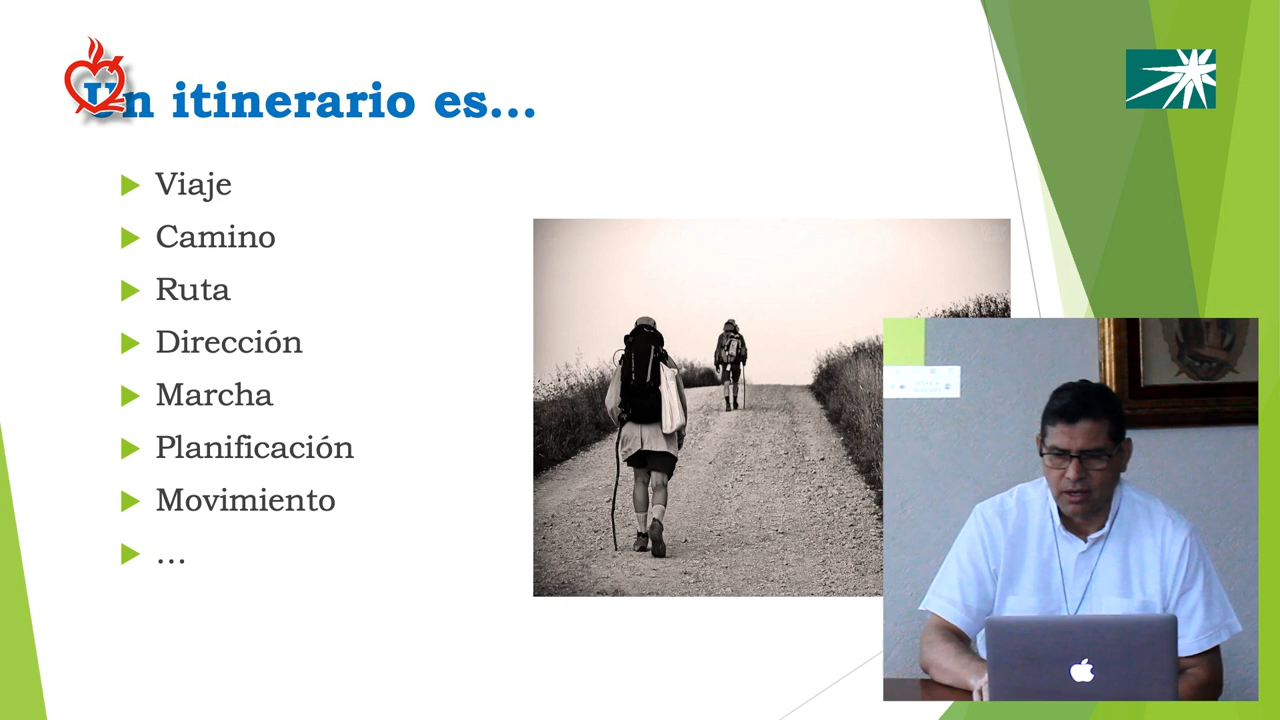 Un itinerario es...
Viaje
Camino
Ruta
Dirección
Marcha
Planificación
Movimiento
...